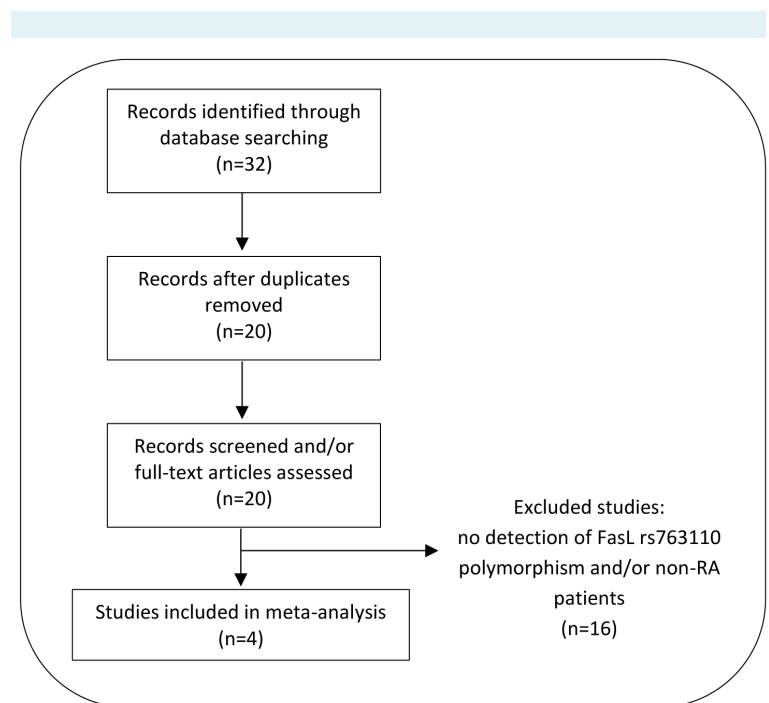 Records identified through
database searching
(n=32)
Records after duplicates
removed
(n=20)
Records screened and/or
full-text articles assessed
(n=20)
Excluded studies:
no detection of FasL rs763110
polymorphism and/or non-RA
patients
(n=16)
Studies included in meta-analysis
(n=4)